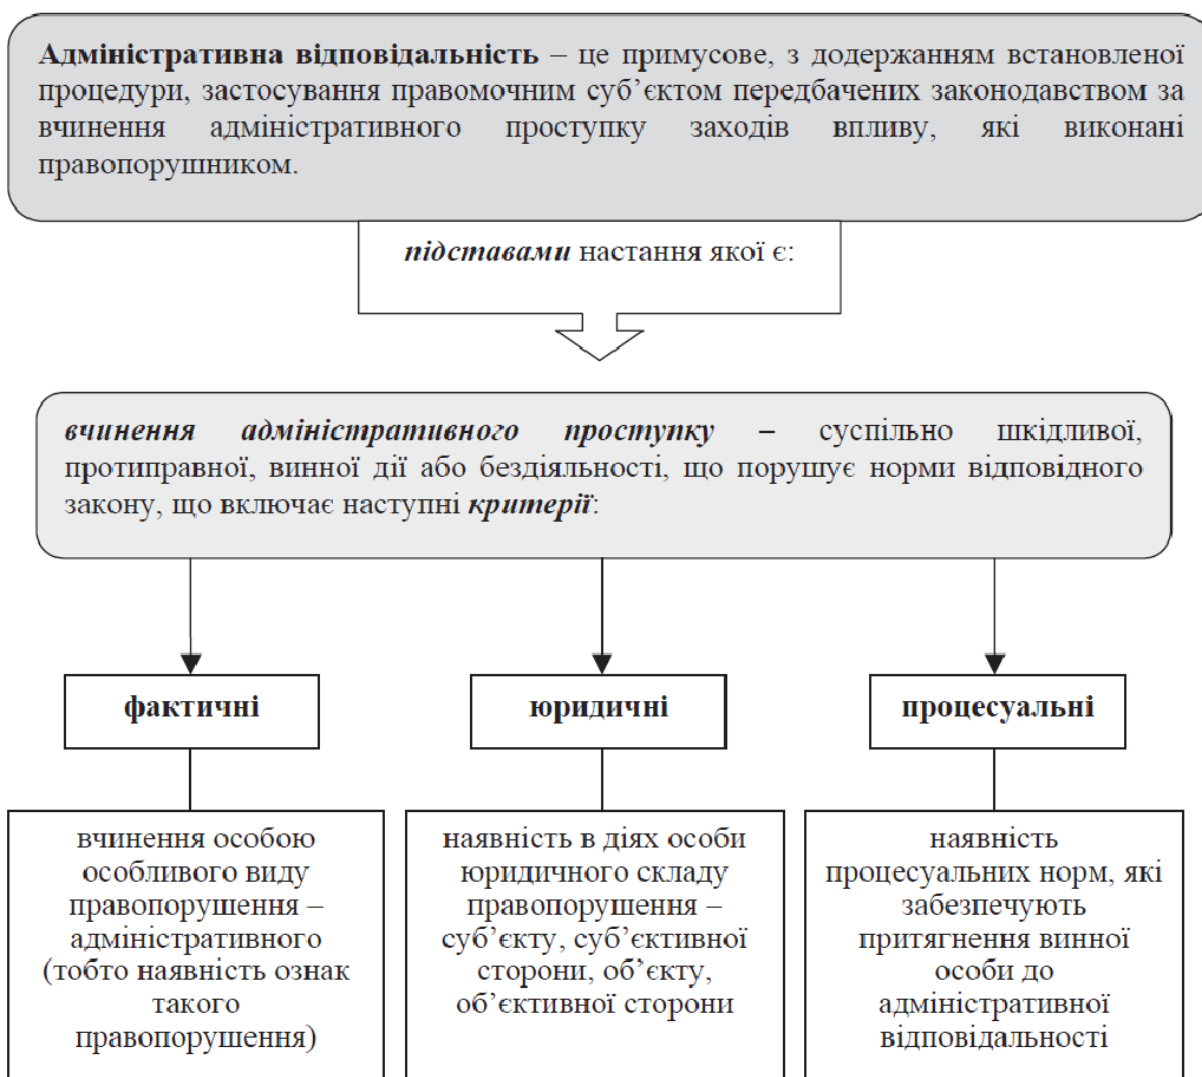 Адміністративна відповідальність – це примусове, з додержанням встановленої
процедури, застосування правомочним суб’єктом передбачених законодавством за
вчинення адміністративного проступку заходів впливу, які виконані
правопорушником.
підставами настання якої є:
вчинення адміністративного проступку – суспільно шкідливої,
протиправної, винної дії або бездіяльності, що порушує норми відповідного
закону, що включає наступні критерії:
фактичні
юридичні
процесуальні
вчинення особою
особливого виду
правопорушення –
адміністративного
(тобто наявність ознак
такого
правопорушення)
наявність в діях особи
юридичного складу
правопорушення –
суб’єкту, суб’єктивної
сторони, об’єкту,
об’єктивної сторони
наявність
процесуальних норм, які
забезпечують
притягнення винної
особи до
адміністративної
відповідальності